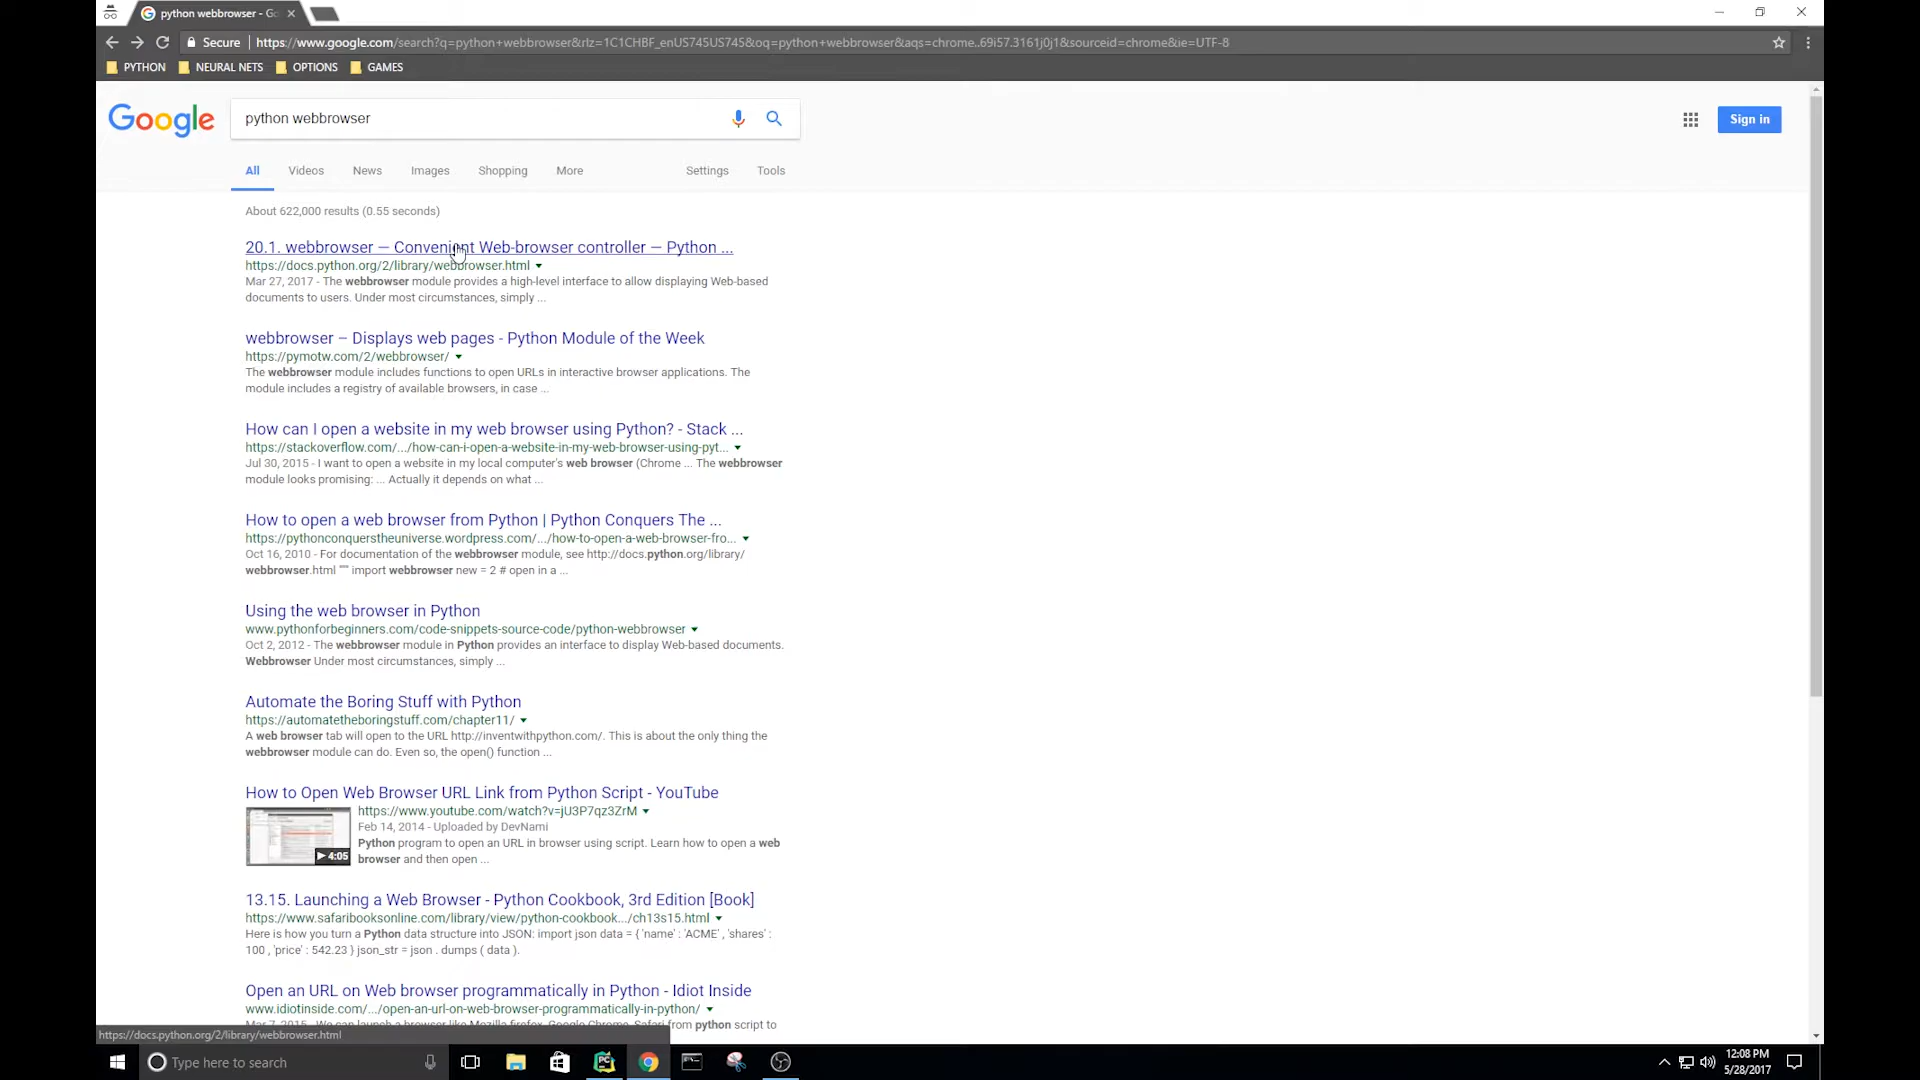 python webbrowser - Go
Secure
https://www.google.com/search?q=python+webbrowser&rlz=1C1CHBF_enUS745US745&oq=python+webbrowser&aqs=chrome..69i57.3161j0j1&sourceid=chrome&ie=UTF-8
PYTHON NEURAL NETS OPTIONS GAMES
Google
python webbrowser
Sign in
All Videos News Images Shopping More Settings Tools
About 622,000 results (0.55 seconds)
20.1. webbrowser — Convenient Web-browser controller — Python ...
https://docs.python.org/2/library/webbrowser.html
Mar 27, 2017 - The webbrowser module provides a high-level interface to allow displaying Web-based
documents to users. Under most circumstances, simply ...
webbrowser – Displays web pages - Python Module of the Week
https://pymotw.com/2/webbrowser/
The webbrowser module includes functions to open URLs in interactive browser applications. The
module includes a registry of available browsers, in case ...
How can I open a website in my web browser using Python? - Stack ...
https://stackoverflow.com/.../how-can-i-open-a-website-in-my-web-browser-using-pyt...
Jul 30, 2015 - I want to open a website in my local computer's web browser (Chrome ... The webbrowser
module looks promising: ... Actually it depends on what ...
How to open a web browser from Python | Python Conquers The ...
https://pythonconquerstheuniverse.wordpress.com/.../how-to-open-a-web-browser-fro...
Oct 16, 2010 - For documentation of the webbrowser module, see http://docs.python.org/library/
webbrowser.html """ import webbrowser new = 2 # open in a ...
Using the web browser in Python
www.pythonforbeginners.com/code-snippets-source-code/python-webbrowser
Oct 2, 2012 - The webbrowser module in Python provides an interface to display Web-based documents.
Webbrowser Under most circumstances, simply ...
Automate the Boring Stuff with Python
https://automatetheboringstuff.com/chapter11/
A web browser tab will open to the URL http://inventwithpython.com/. This is about the only thing the
webbrowser module can do. Even so, the open() function ...
How to Open Web Browser URL Link from Python Script - YouTube
https://www.youtube.com/watch?v=jU3P7qz3ZrM
Feb 14, 2014 - Uploaded by DevNami
Python program to open an URL in browser using script. Learn how to open a web
browser and then open ...
4:05
13.15. Launching a Web Browser - Python Cookbook, 3rd Edition [Book]
https://www.safaribooksonline.com/library/view/python-cookbook.../ch13s15.html
Here is how you turn a Python data structure into JSON: import json data = { 'name' : 'ACME' , 'shares' :
100 , 'price' : 542.23 } json_str = json . dumps ( data ).
Open an URL on Web browser programmatically in Python - Idiot Inside
www.idiotinside.com/.../open-an-url-on-web-browser-programmatically-in-python/
Mar 7, 2015 - We can launch a browser like Mozilla firefox, Google Chrome, Safari from python script to
https://docs.python.org/2/library/webbrowser.html
Type here to search
12:08 PM
5/28/2017